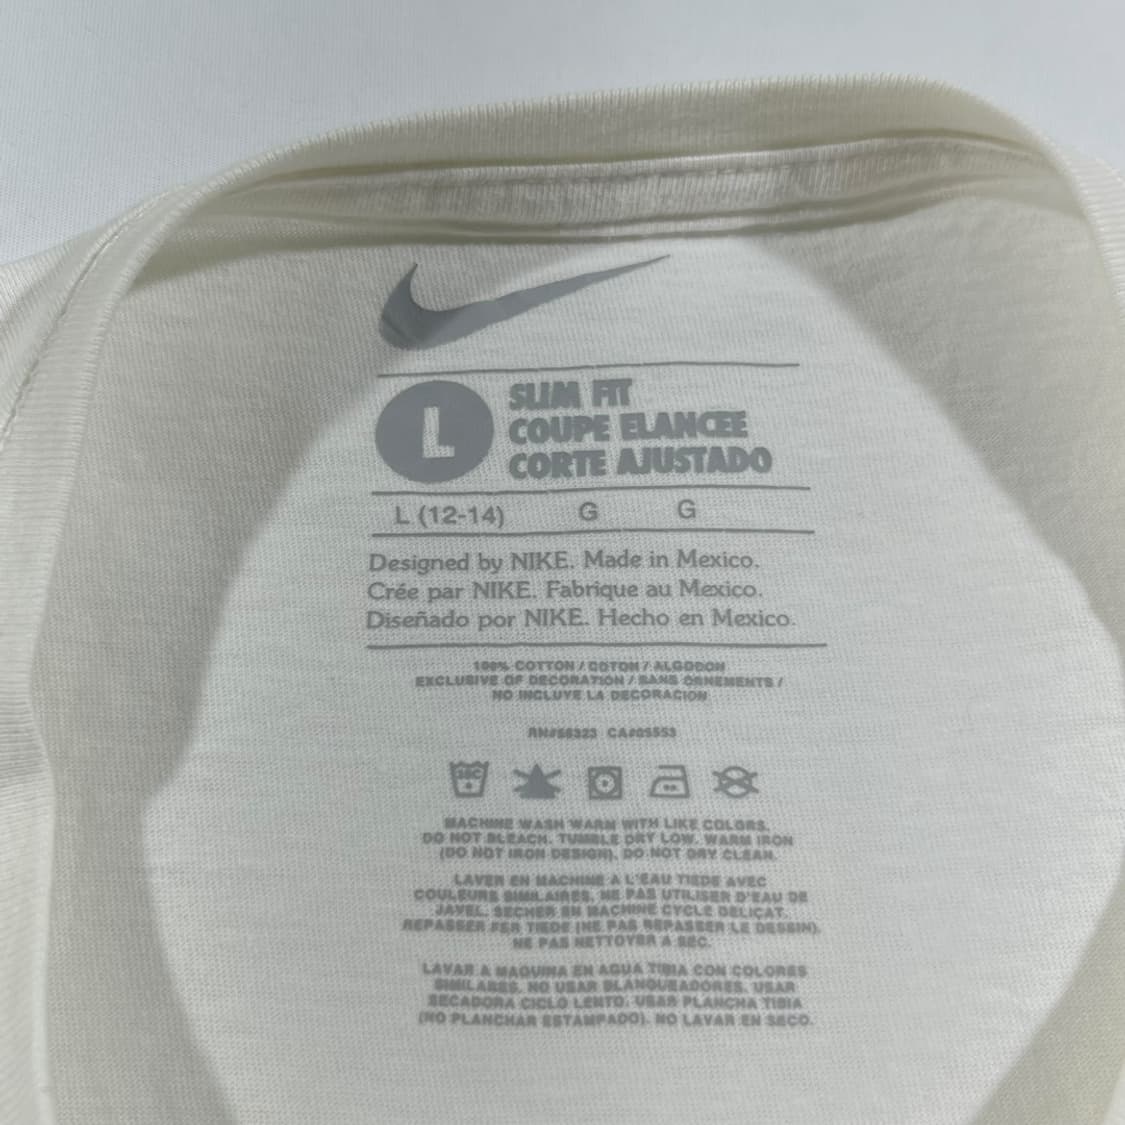 L
SLIM FIT
COUPE ELANCEE
CORTE AJUSTADO
L (12-14) G G
Designed by NIKE. Made in Mexico.
Crée par NIKE. Fabrique au Mexico.
Diseñado por NIKE. Hecho en Mexico.
100% COTTON / COTON / ALGODON
EXCLUSIVE OF DECORATION / SANS ORNEMENTS /
NO INCLUYE LA DECORACION
RN#56323 CA#05553
MACHINE WASH WARM WITH LIKE COLORS.
DO NOT BLEACH. TUMBLE DRY LOW. WARM IRON
(DO NOT IRON DESIGN). DO NOT DRY CLEAN.
LAVER EN MACHINE A L'EAU TIEDE AVEC
COULEURS SIMILAIRES. NE PAS UTILISER D'EAU DE
JAVEL. SECHER EN MACHINE CYCLE DELICAT.
REPASSER FER TIEDE (NE PAS REPASSER LE DESSIN).
NE PAS NETTOYER A SEC.
LAVAR A MAQUINA EN AGUA TIBIA CON COLORES
SIMILARES. NO USAR BLANQUEADORES. USAR
SECADORA CICLO LENTO. USAR PLANCHA TIBIA
(NO PLANCHAR ESTAMPADO). NO LAVAR EN SECO.